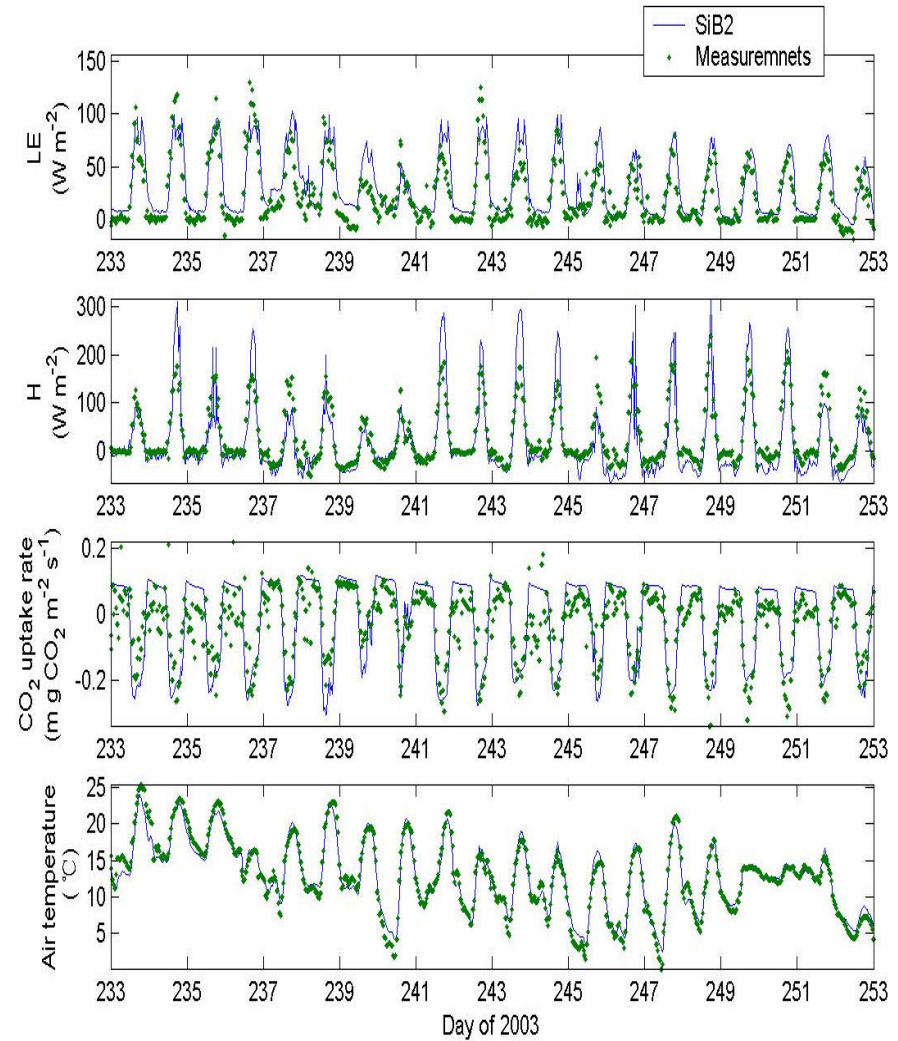 SiB2
Measuremnets
150
100
50
0
LE
(W m-2)
233 235 237 239 241 243 245 247 249 251 253
300
200
100
0
H
(W m-2)
233 235 237 239 241 243 245 247 249 251 253
0.2
0
-0.2
CO2 uptake rate
(m g CO2 m-2 s-1)
233 235 237 239 241 243 245 247 249 251 253
25
20
15
10
5
Air temperature
(°C)
233 235 237 239 241 243 245 247 249 251 253
Day of 2003